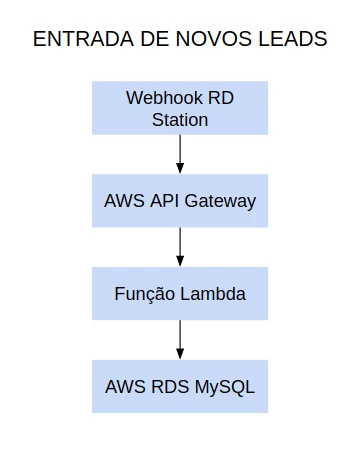 ENTRADA DE NOVOS LEADS
Webhook RD
Station
AWS API Gateway
Função Lambda
AWS RDS MySQL